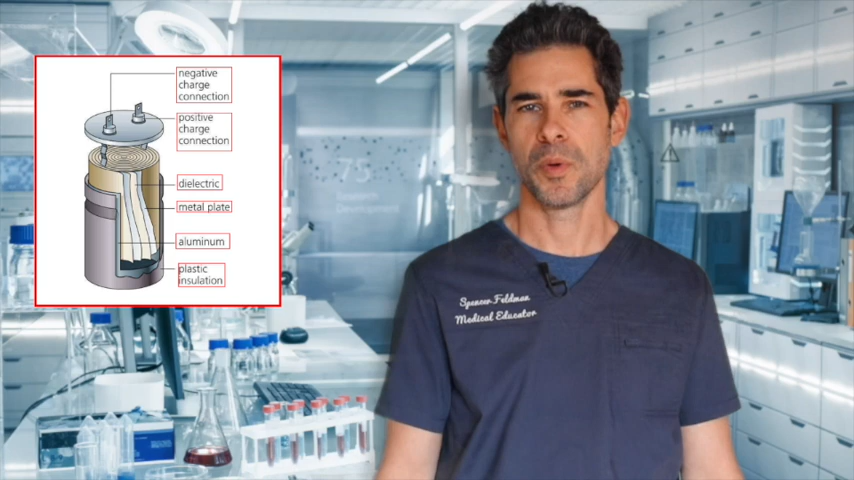 negative
charge
connection
positive
charge
connection
dielectric
metal plate
aluminum
plastic
insulation
75
Spencer Feldman
Medical Educator